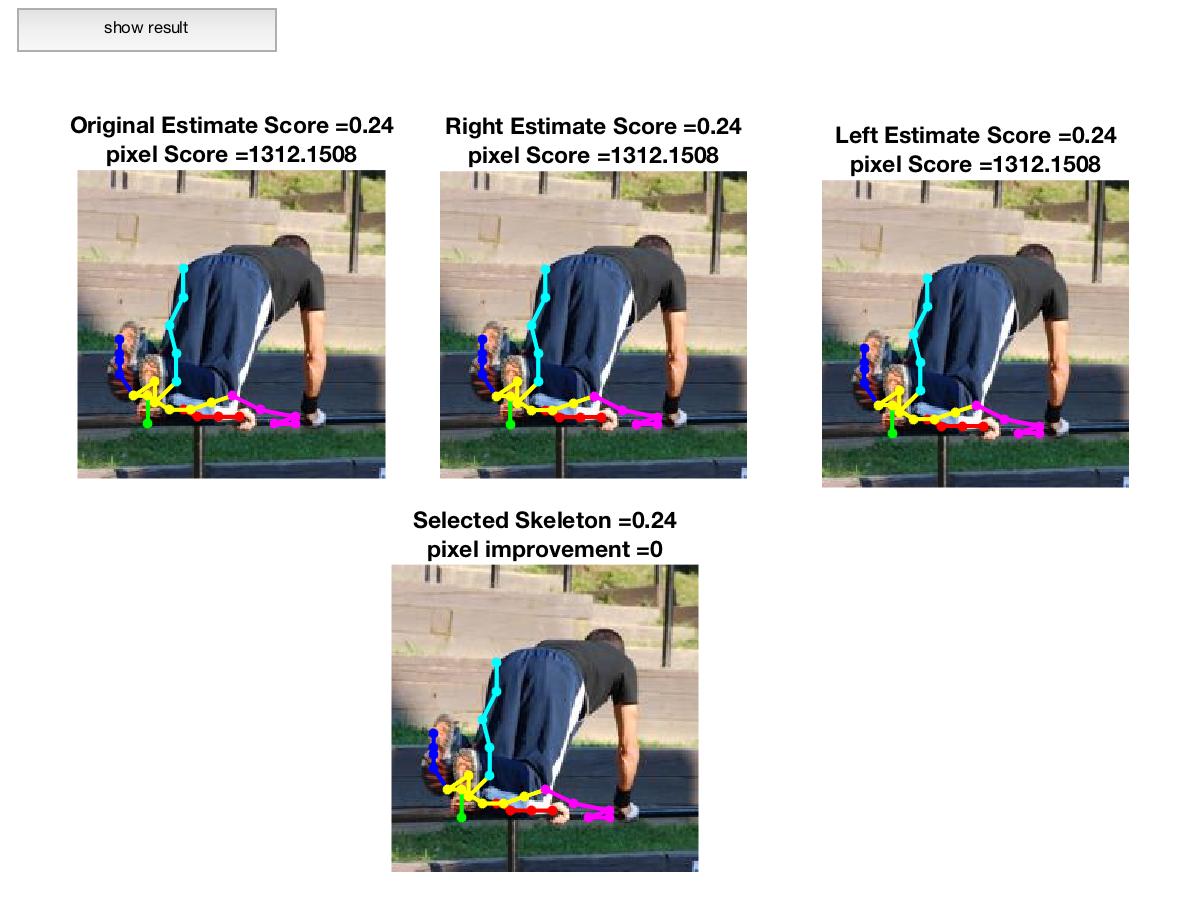 show result
Original Estimate Score =0.24
pixel Score =1312.1508
Right Estimate Score =0.24
pixel Score =1312.1508
Left Estimate Score =0.24
pixel Score =1312.1508
Selected Skeleton =0.24
pixel improvement =0